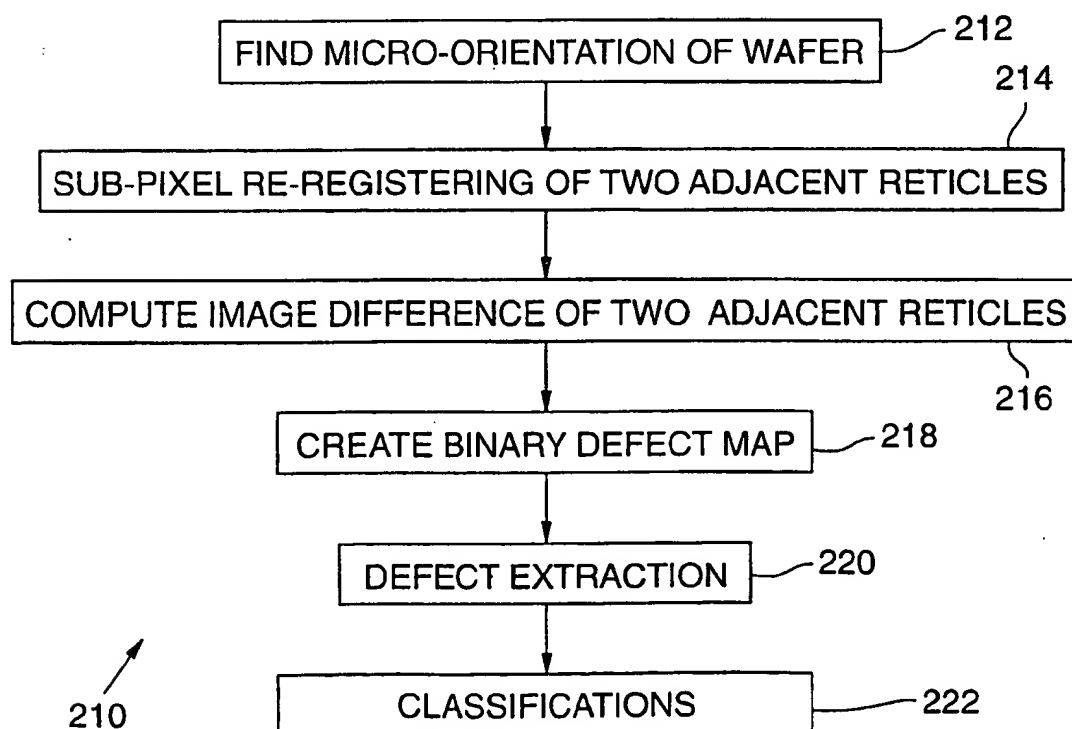 FIND MICRO-ORIENTATION OF WAFER
212
214
SUB-PIXEL RE-REGISTERING OF TWO ADJACENT RETICLES
COMPUTE IMAGE DIFFERENCE OF TWO ADJACENT RETICLES
216
CREATE BINARY DEFECT MAP
218
DEFECT EXTRACTION
220
CLASSIFICATIONS
222
210